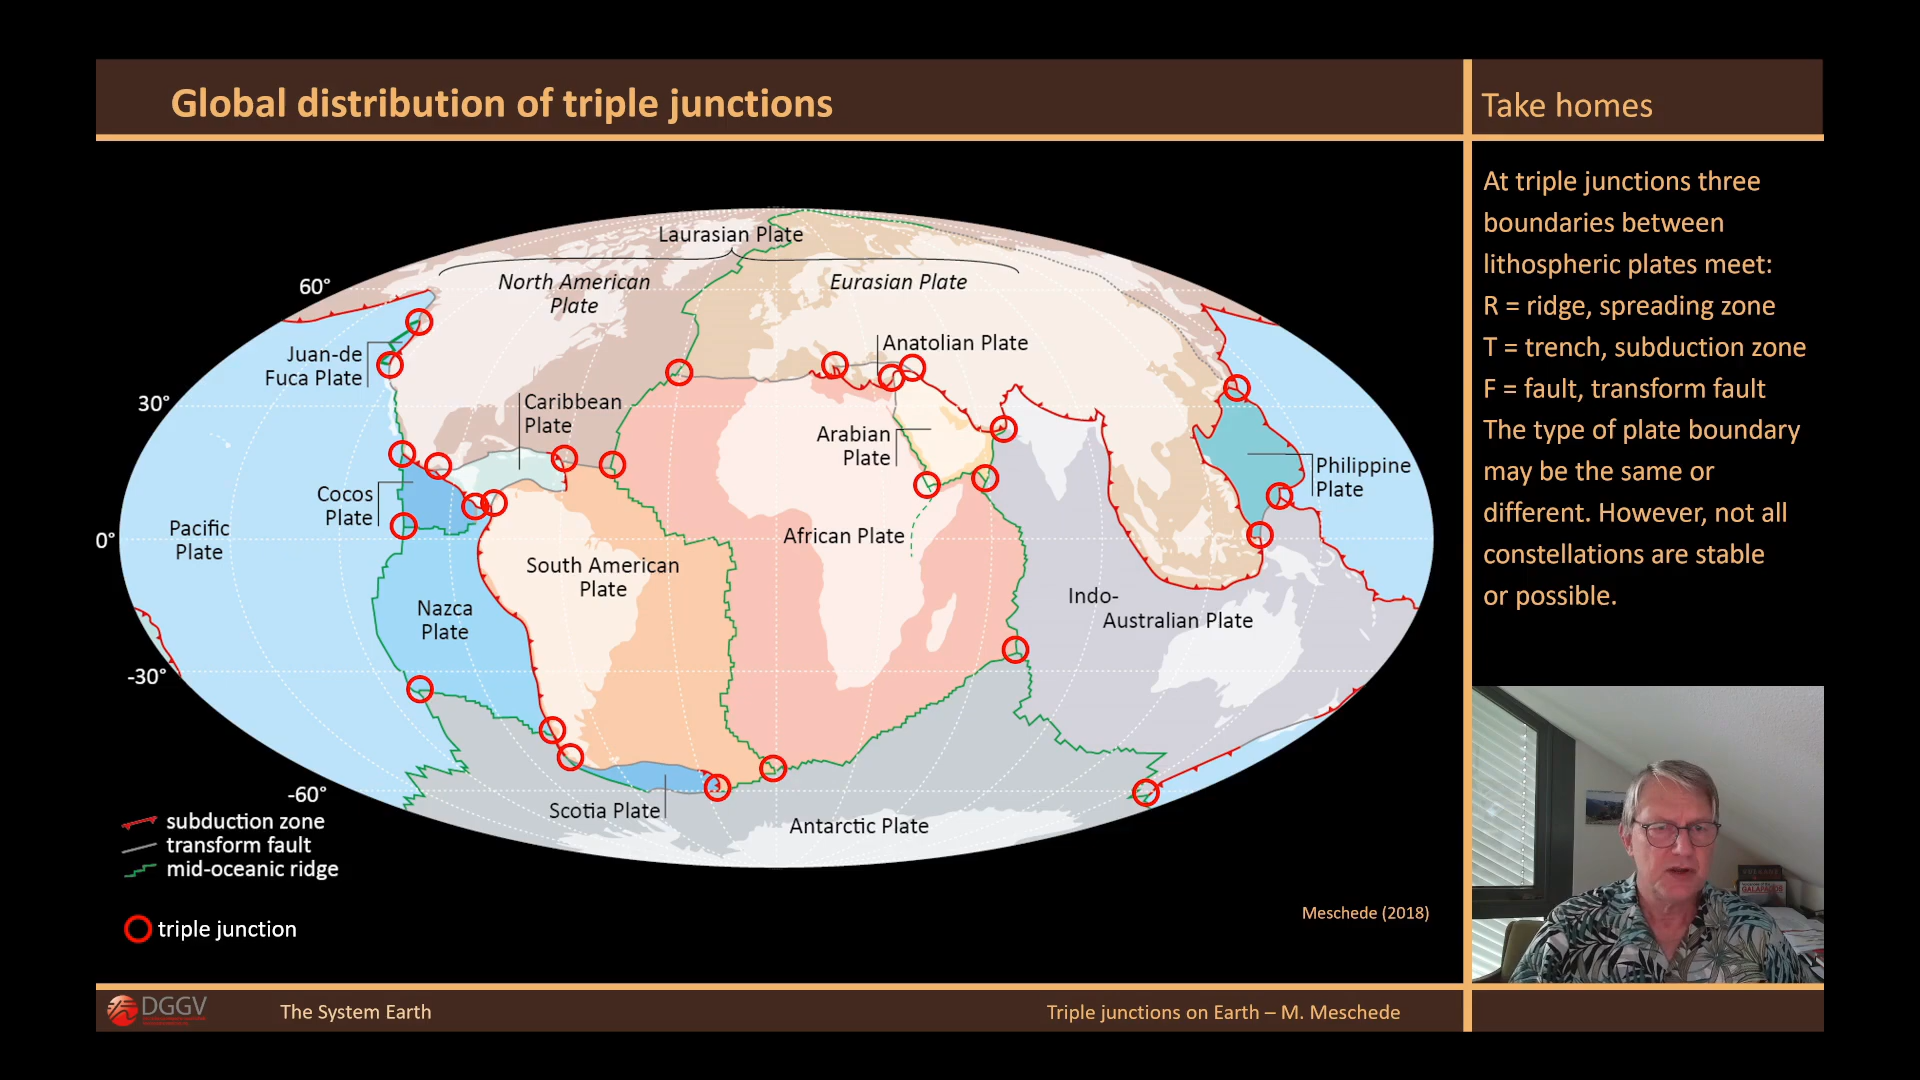 Global distribution of triple junctions
Take homes
At triple junctions three
boundaries between
lithospheric plates meet:
R = ridge, spreading zone
T = trench, subduction zone
F = fault, transform fault
The type of plate boundary
may be the same or
different. However, not all
constellations are stable
or possible.
Laurasian Plate
North American
Plate
Eurasian Plate
60°
Juan-de
Fuca Plate
Anatolian Plate
30°
Caribbean
Plate
Arabian
Plate
Philippine
Plate
Cocos
Plate
Pacific
Plate
0°
African Plate
South American
Plate
Nazca
Plate
Indo-
Australian Plate
-30°
-60°
Scotia Plate
Antarctic Plate
subduction zone
transform fault
mid-oceanic ridge
triple junction
Meschede (2018)
GALAPAGOS
DGGV
The System Earth
Triple junctions on Earth – M. Meschede